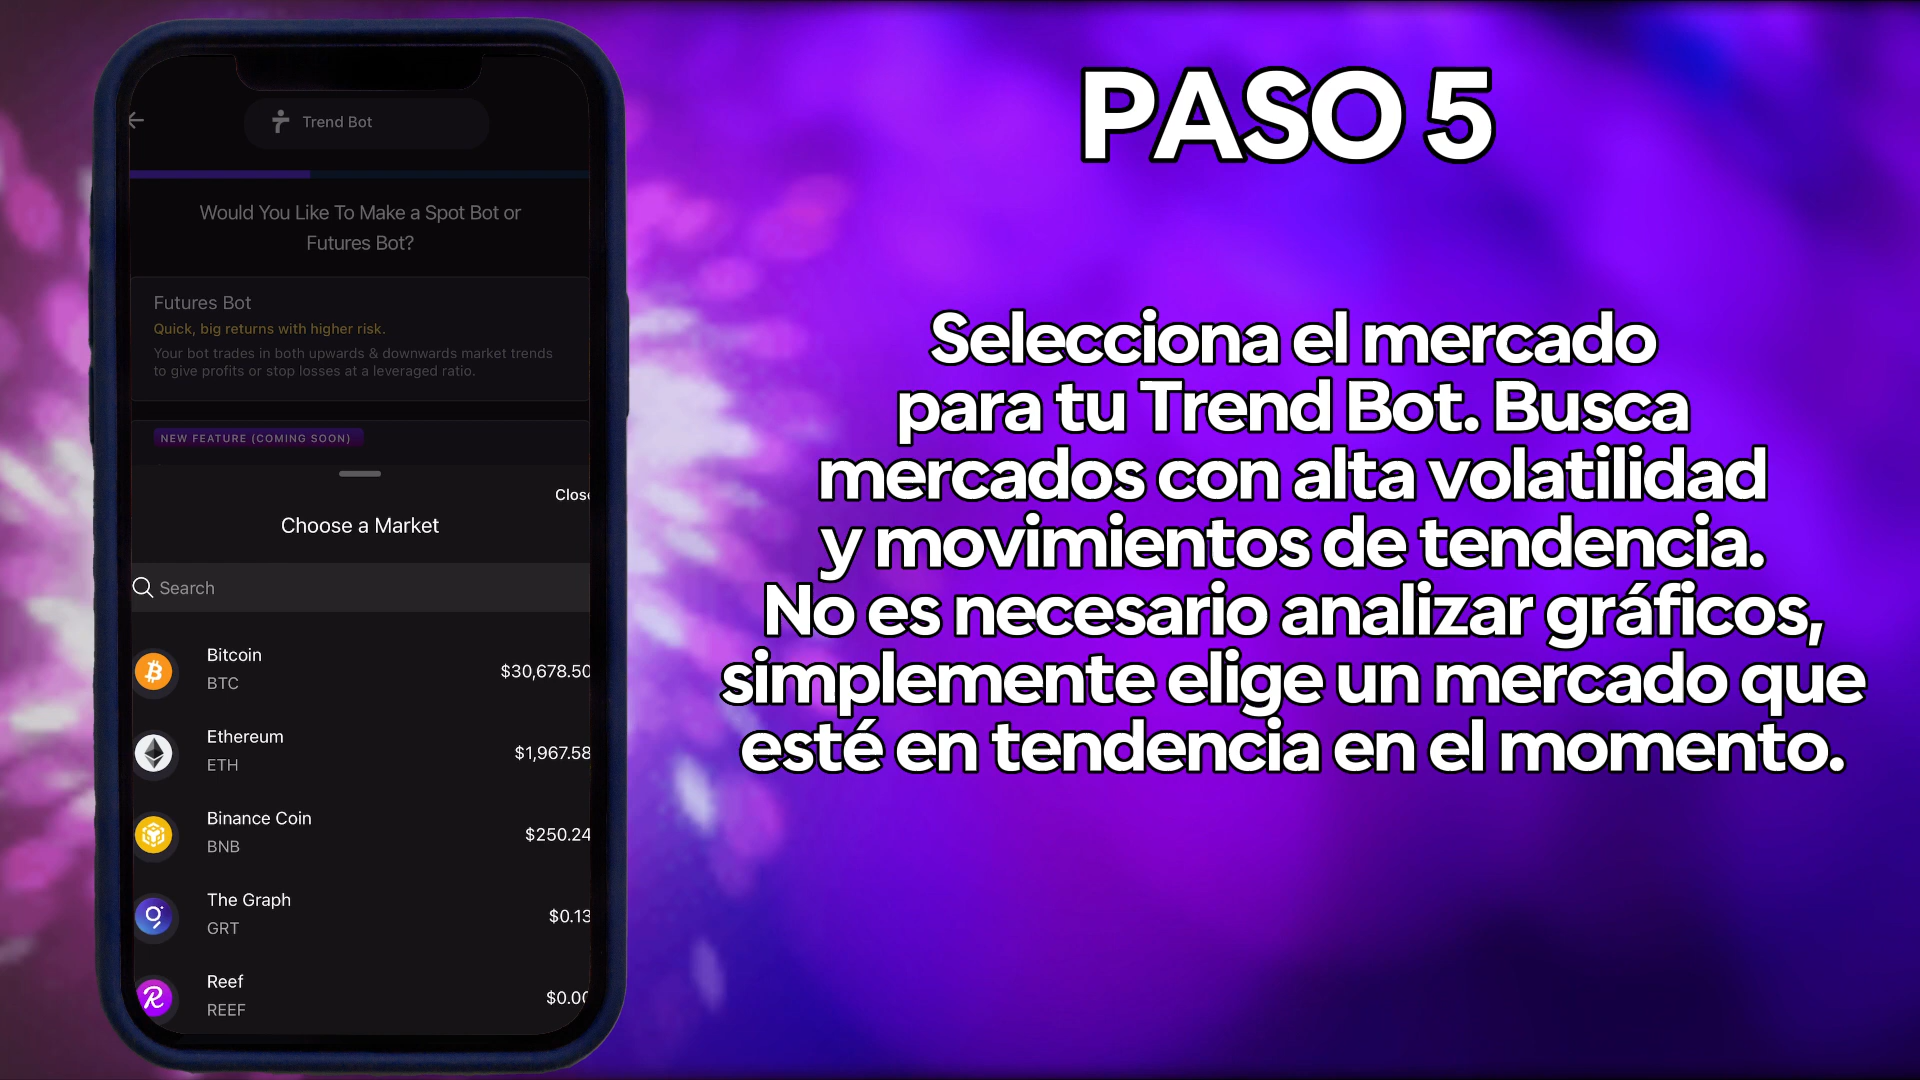 Trend Bot
Would You Like To Make a Spot Bot or
Futures Bot?
Futures Bot
Quick, big returns with higher risk.
Your bot trades in both upwards & downwards market trends
to give profits or stop losses at a leveraged ratio.
NEW FEATURE (COMING SOON)
Close
Choose a Market
Search
Bitcoin
BTC
$30,678.50
Ethereum
ETH
$1,967.58
Binance Coin
BNB
$250.24
The Graph
GRT
$0.13
Reef
REEF
$0.00
PASO 5
Selecciona el mercado
para tu Trend Bot. Busca
mercados con alta volatilidad
y movimientos de tendencia.
No es necesario analizar gráficos,
simplemente elige un mercado que
esté en tendencia en el momento.